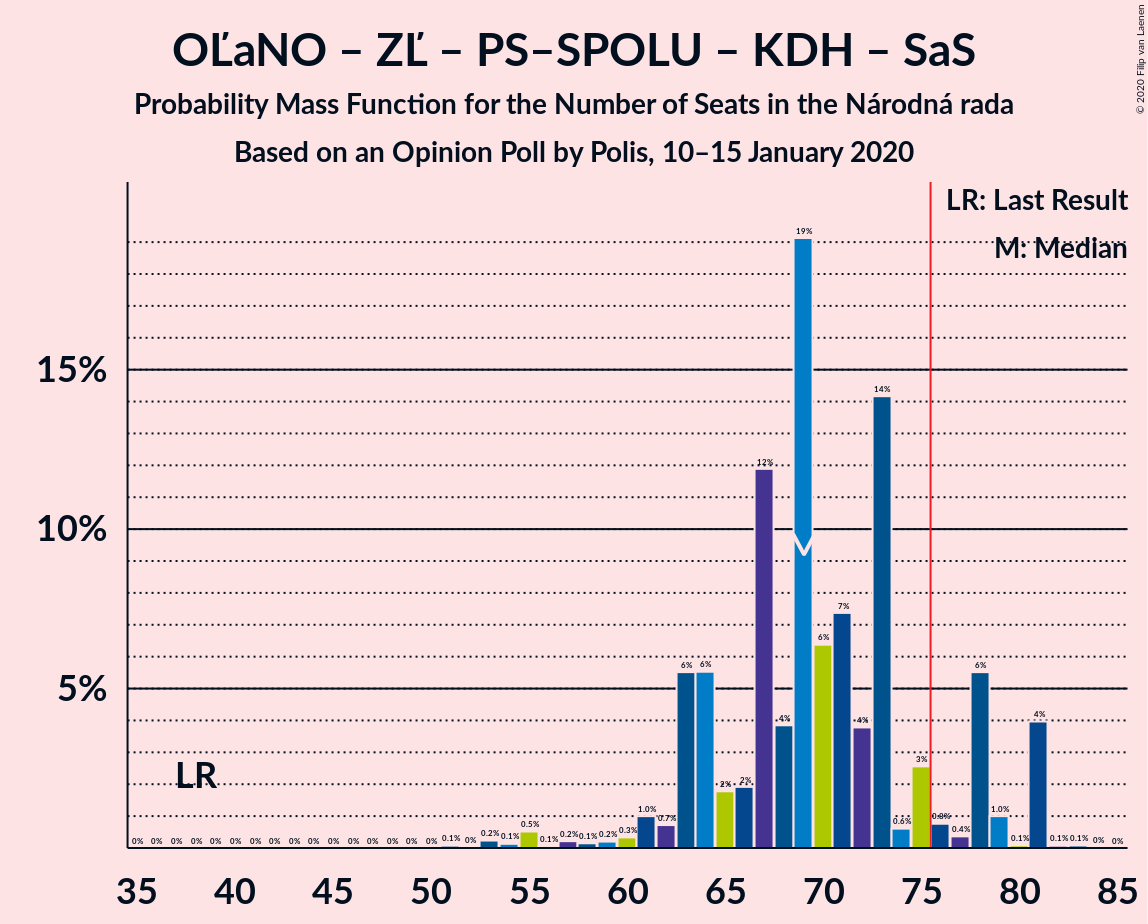 OĽaNO – ZĽ – PS–SPOLU – KDH – SaS
Probability Mass Function for the Number of Seats in the Národná rada
Based on an Opinion Poll by Polis, 10–15 January 2020
© 2020 Filip van Laenen
LR: Last Result
M: Median
15%
10%
5%
LR
0% 0% 0% 0% 0% 0% 0% 0% 0% 0% 0% 0% 0% 0% 0% 0% 0.1% 0% 0.2% 0.1% 0.5% 0.1% 0.2% 0.1% 0.2% 0.3% 1.0% 0.7% 6% 6% 2% 2% 12% 4% 19% 6% 7% 4% 14% 0.6% 3% 0.8% 0.4% 6% 1.0% 0.1% 4% 0.1% 0.1% 0% 0%
35 40 45 50 55 60 65 70 75 80 85